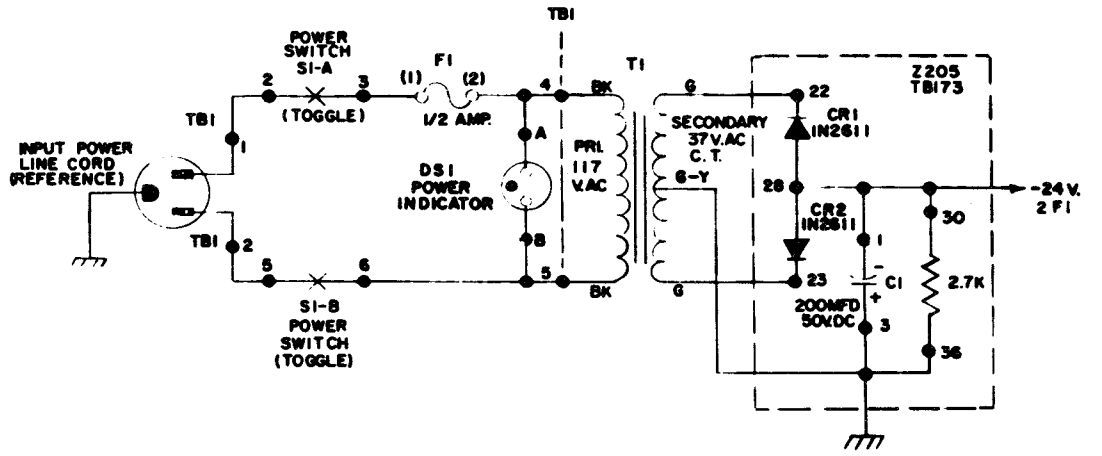 TB1
POWER
SWITCH
S1-A
(TOGGLE)
2
3
F1
(1)
(2)
1/2 AMP.
4
BK
T1
G
Z205
TB173
22
CR1
1N2611
TB1
1
INPUT POWER
LINE CORD
(REFERENCE)
A
DS1
POWER
INDICATOR
PRI.
117
V.AC
SECONDARY
37V.AC
C.T.
G-Y
28
CR2
1N2611
-24V.
2 F1
30
TB1
2
B
1
5
6
5
BK
G
23
C1
-
+
200MFD
50V.DC
2.7K
3
36
S1-B
POWER
SWITCH
(TOGGLE)